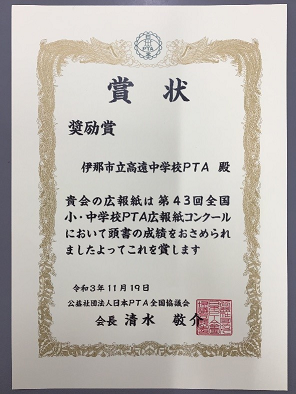 PTA
賞状
奨励賞
伊那市立高遠中学校PTA 殿
貴会の広報紙は第43回全国
小・中学校PTA広報紙コンクール
において頭書の成績をおさめられ
ましたよってこれを賞します
令和3年11月19日
公益社団法人日本PTA全国協議会
会長 清水 敬介